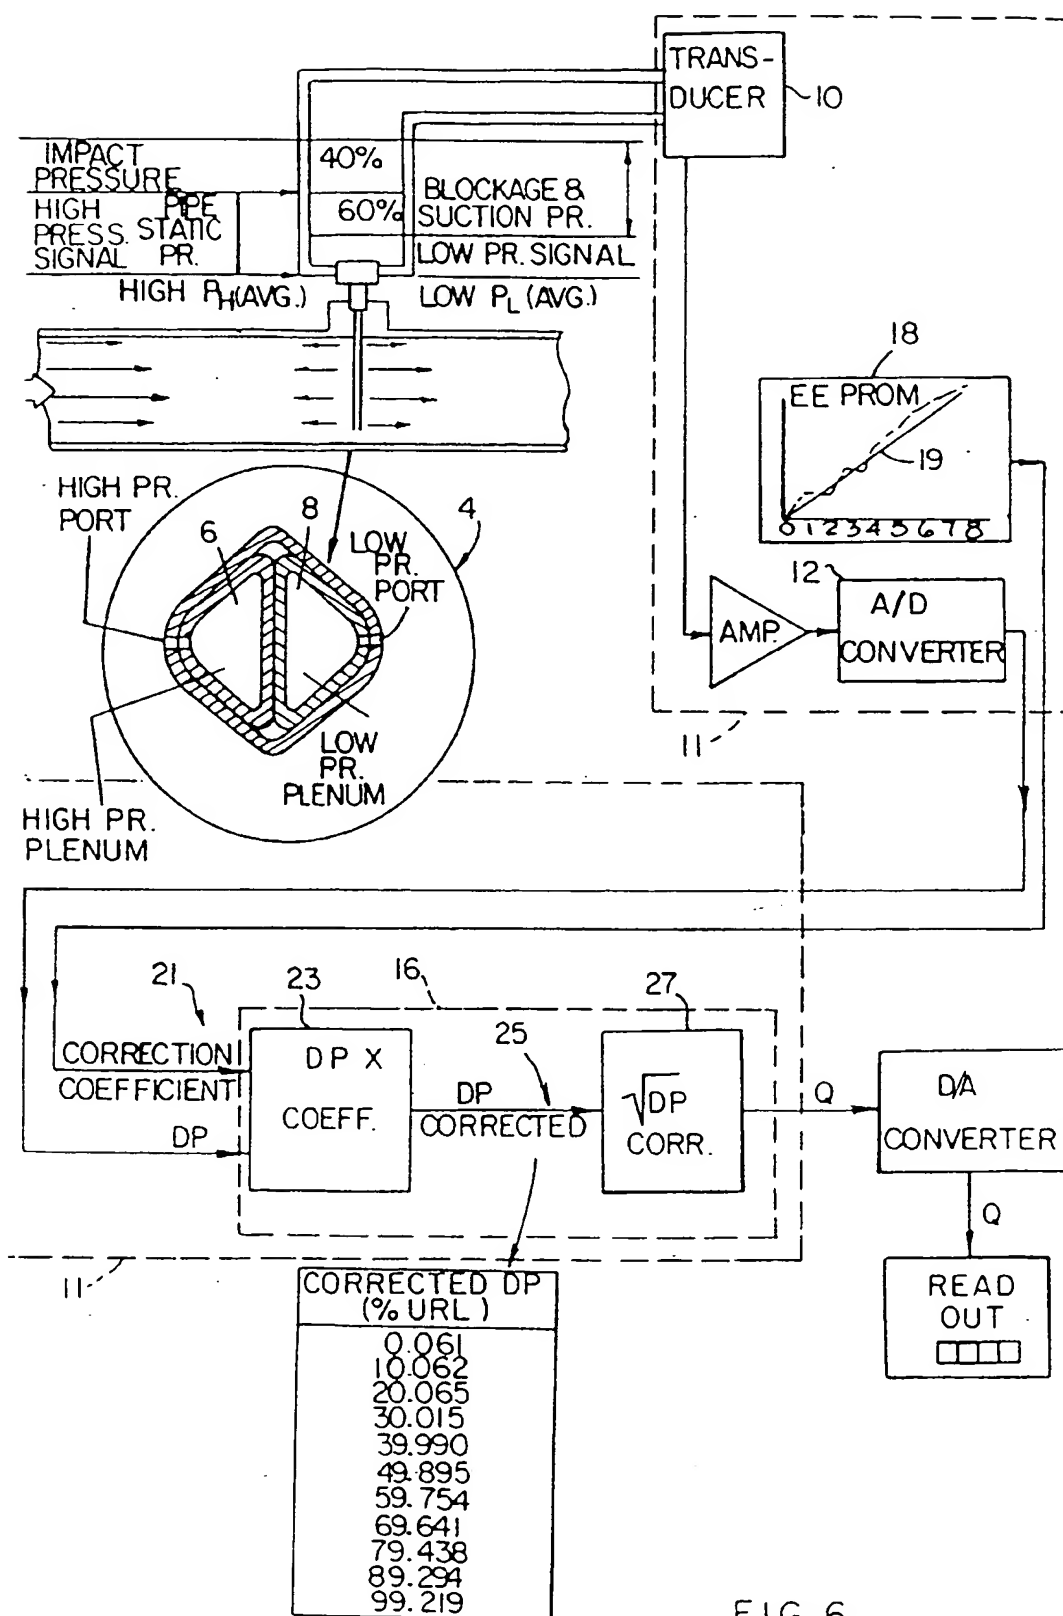 TRANS-
DUCER
10
IMPACT
PRESSURE
40%
HIGH
PRESS.
SIGNAL
PIPE
STATIC
PR.
60%
BLOCKAGE &
SUCTION PR.
LOW PR. SIGNAL
HIGH PH(AVG.)
LOW PL(AVG.)
18
EE PROM
19
0 1 2 3 4 5 6 7 8
HIGH PR.
PORT
6
8
4
LOW
PR.
PORT
12
A/D
CONVERTER
AMP.
11
LOW
PR.
PLENUM
HIGH PR.
PLENUM
21
23
16
25
27
CORRECTION
COEFFICIENT
DP
DP X
COEFF.
DP
CORRECTED
√DP
CORR.
Q
D/A
CONVERTER
Q
READ
OUT
11
CORRECTED DP
(% URL)
0.061
10.062
20.065
30.015
39.990
49.895
59.754
69.641
79.438
89.294
99.219
FIG. 6